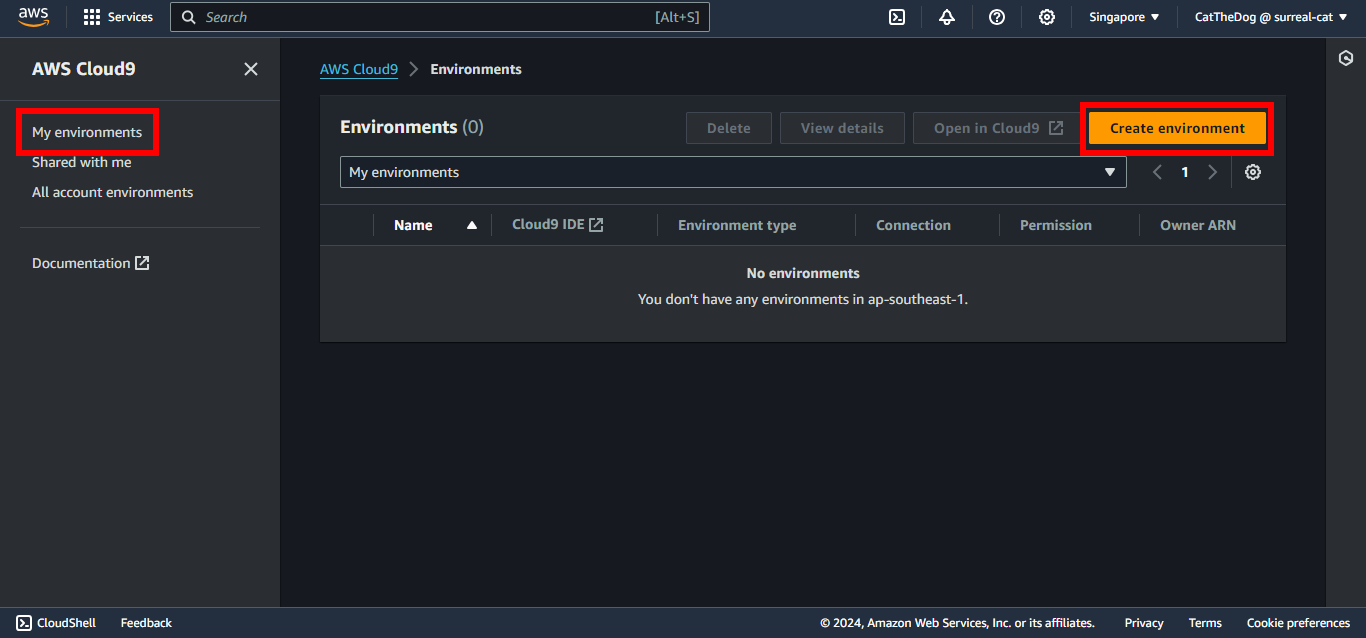 aws
Services
Search
[Alt+S]
Singapore
CatTheDog @ surreal-cat
AWS Cloud9
My environments
Shared with me
All account environments
Documentation
AWS Cloud9
Environments
Environments (0)
Delete
View details
Open in Cloud9
Create environment
My environments
1
Name
Cloud9 IDE
Environment type
Connection
Permission
Owner ARN
No environments
You don't have any environments in ap-southeast-1.
CloudShell
Feedback
© 2024, Amazon Web Services, Inc. or its affiliates.
Privacy
Terms
Cookie preferences